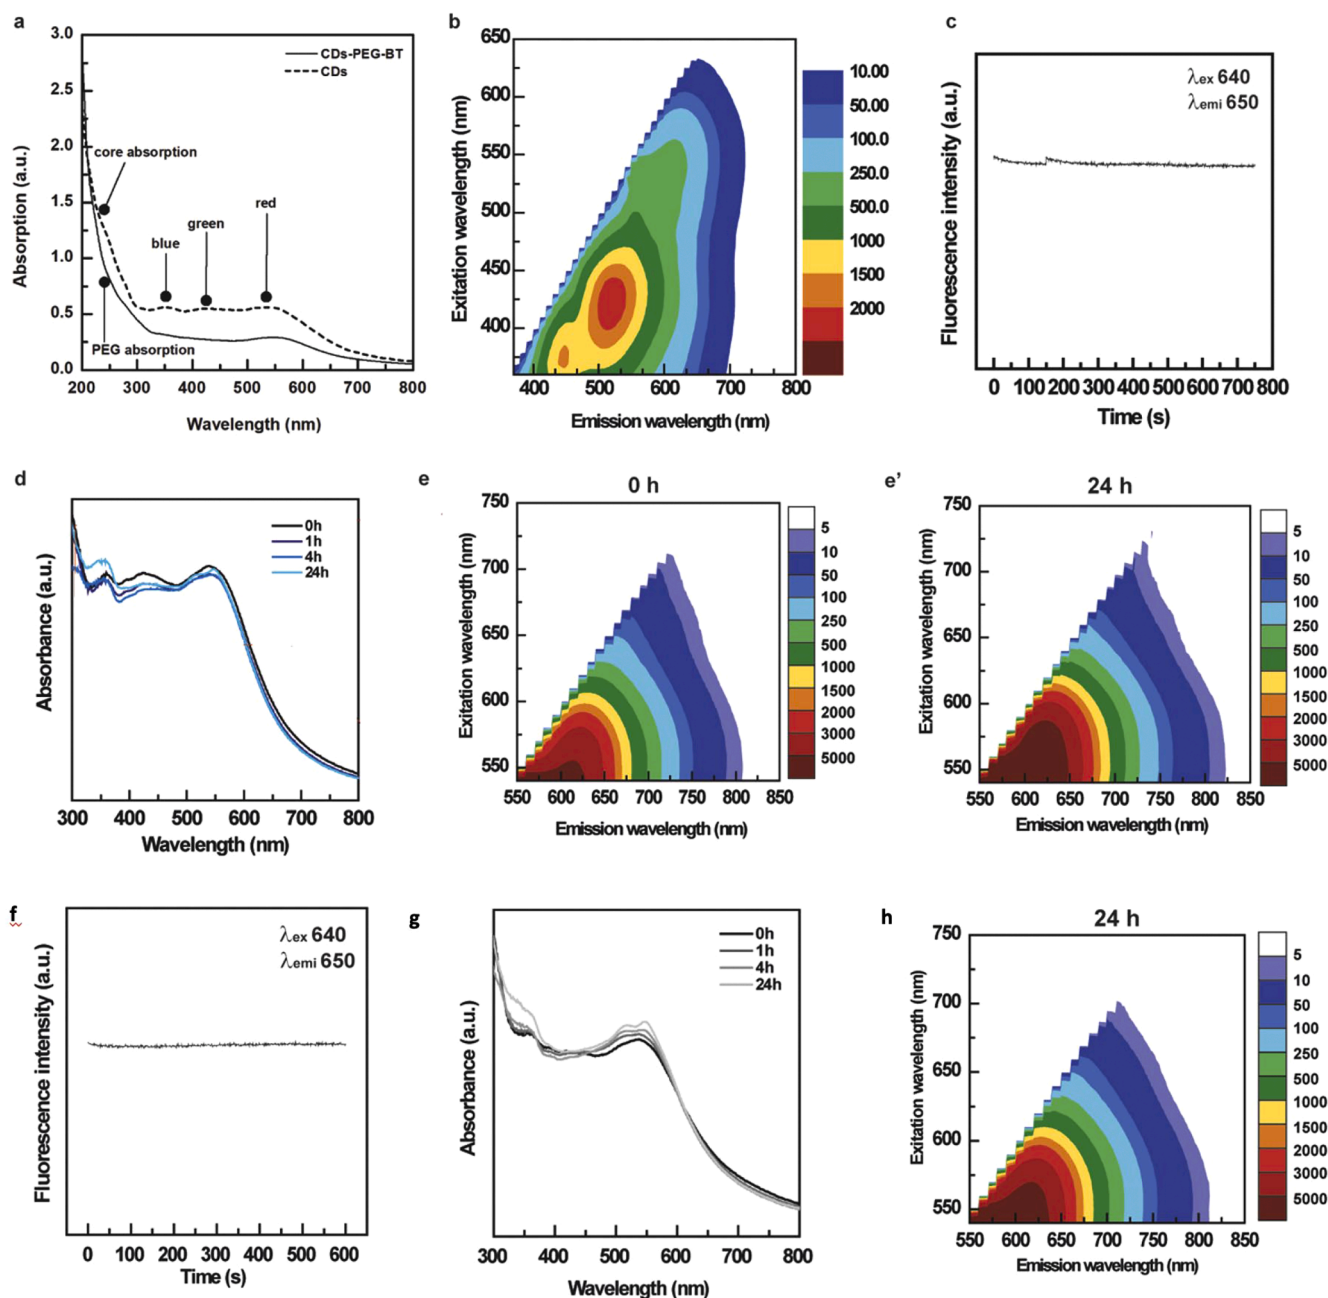 a
3.0
2.5
2.0
1.5
1.0
0.5
0.0
200 300 400 500 600 700 800
Absorption (a.u.)
Wavelength (nm)
CDs-PEG-BT
CDs
core absorption
blue
green
red
PEG absorption
b
650
600
550
500
450
400
400 500 600 700 800
Exitation wavelength (nm)
Emission wavelength (nm)
10.00
50.00
100.0
250.0
500.0
1000
1500
2000
c
λex 640
λemi 650
Fluorescence intensity (a.u.)
0 100 200 300 400 500 600 700 800
Time (s)
d
0h
1h
4h
24h
Absorbance (a.u.)
300 400 500 600 700 800
Wavelength (nm)
e
0 h
750
700
650
600
550
550 600 650 700 750 800 850
Exitation wavelength (nm)
Emission wavelength (nm)
5
10
50
100
250
500
1000
1500
2000
3000
5000
e'
24 h
750
700
650
600
550
550 600 650 700 750 800 850
Exitation wavelength (nm)
Emission wavelength (nm)
5
10
50
100
250
500
1000
1500
2000
3000
5000
f
λex 640
λemi 650
Fluorescence intensity (a.u.)
0 100 200 300 400 500 600
Time (s)
g
0h
1h
4h
24h
Absorbance (a.u.)
300 400 500 600 700 800
Wavelength (nm)
h
24 h
750
700
650
600
550
550 600 650 700 750 800 850
Exitation wavelength (nm)
Emission wavelength (nm)
5
10
50
100
250
500
1000
1500
2000
3000
5000